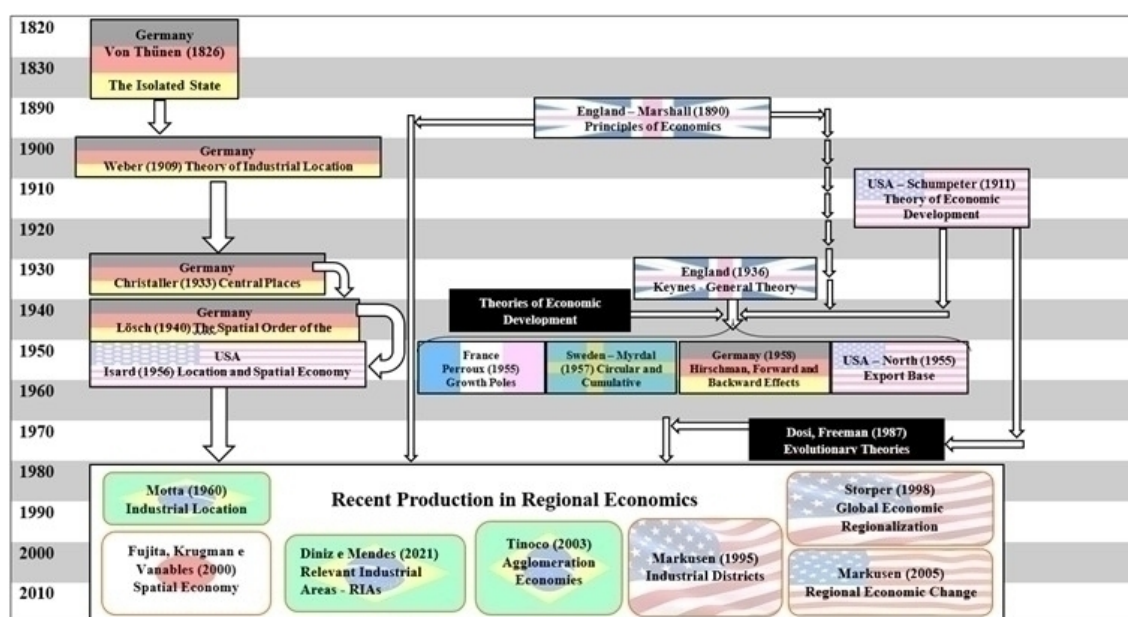 1820
1830
1890
1900
1910
1920
1930
1940
1950
1960
1970
1980
1990
2000
2010
Germany
Von Thünen (1826)
The Isolated State
Germany
Weber (1909) Theory of Industrial Location
Germany
Christaller (1933) Central Places
Germany
Lösch (1940) The Spatial Order of the
USA
Isard (1956) Location and Spatial Economy
England – Marshall (1890)
Principles of Economics
USA – Schumpeter (1911)
Theory of Economic
Development
England (1936)
Keynes - General Theory
Theories of Economic
Development
France
Perroux (1955)
Growth Poles
Sweden – Myrdal
(1957) Circular and
Cumulative
Germany (1958)
Hirschman, Forward and
Backward Effects
USA – North (1955)
Export Base
Dosi, Freeman (1987)
Evolutionary Theories
Recent Production in Regional Economics
Motta (1960)
Industrial Location
Fujita, Krugman e
Vanables (2000)
Spatial Economy
Diniz e Mendes (2021)
Relevant Industrial
Areas - RIAs
Tinoco (2003)
Agglomeration
Economies
Markusen (1995)
Industrial Districts
Storper (1998)
Global Economic
Regionalization
Markusen (2005)
Regional Economic Change